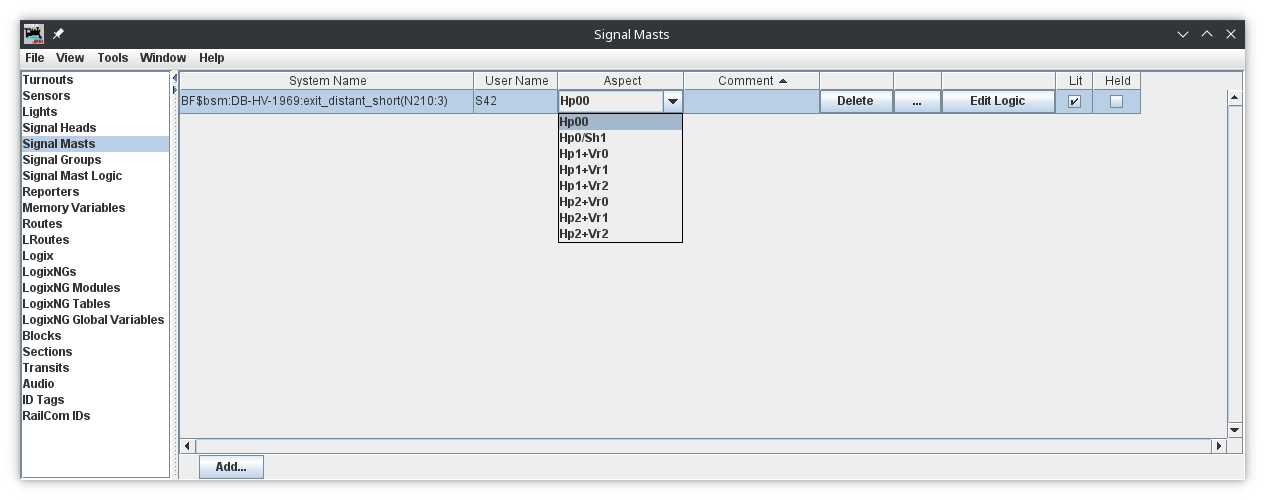 Signal Masts
File View Tools Window Help
Turnouts
Sensors
Lights
Signal Heads
Signal Masts
Signal Groups
Signal Mast Logic
Reporters
Memory Variables
Routes
LRoutes
Logix
LogixNGs
LogixNG Modules
LogixNG Tables
LogixNG Global Variables
Blocks
Sections
Transits
Audio
ID Tags
RailCom IDs
System Name User Name Aspect Comment Lit Held
BF$bsm:DB-HV-1969:exit_distant_short(N210:3) S42 Hp00 Delete ... Edit Logic
Hp00
Hp0/Sh1
Hp1+Vr0
Hp1+Vr1
Hp1+Vr2
Hp2+Vr0
Hp2+Vr1
Hp2+Vr2
Add...